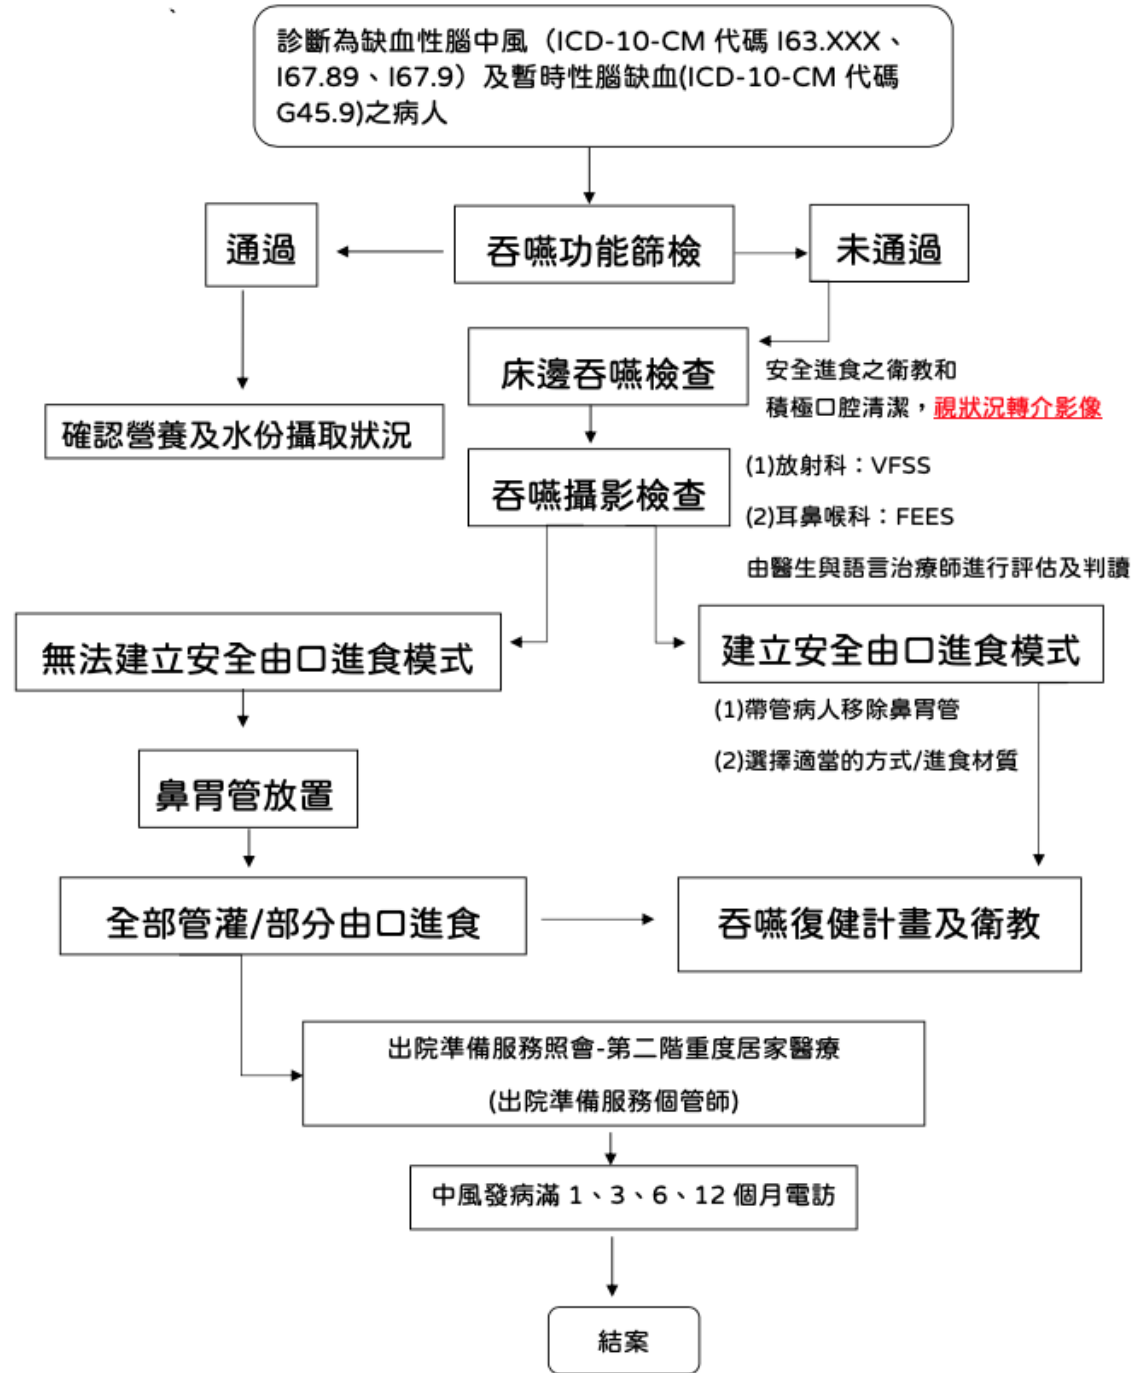 、
診斷為缺血性腦中風（ICD-10-CM 代碼 I63.XXX、
I67.89、I67.9）及暫時性腦缺血(ICD-10-CM 代碼
G45.9)之病人
通過
吞嚥功能篩檢
未通過
床邊吞嚥檢查
安全進食之衛教和
積極口腔清潔，視狀況轉介影像
確認營養及水份攝取狀況
吞嚥攝影檢查
(1)放射科：VFSS
(2)耳鼻喉科：FEES
由醫生與語言治療師進行評估及判讀
無法建立安全由口進食模式
建立安全由口進食模式
(1)帶管病人移除鼻胃管
(2)選擇適當的方式/進食材質
鼻胃管放置
全部管灌/部分由口進食
吞嚥復健計畫及衛教
出院準備服務照會-第二階重度居家醫療
(出院準備服務個管師)
中風發病滿 1、3、6、12 個月電訪
結案